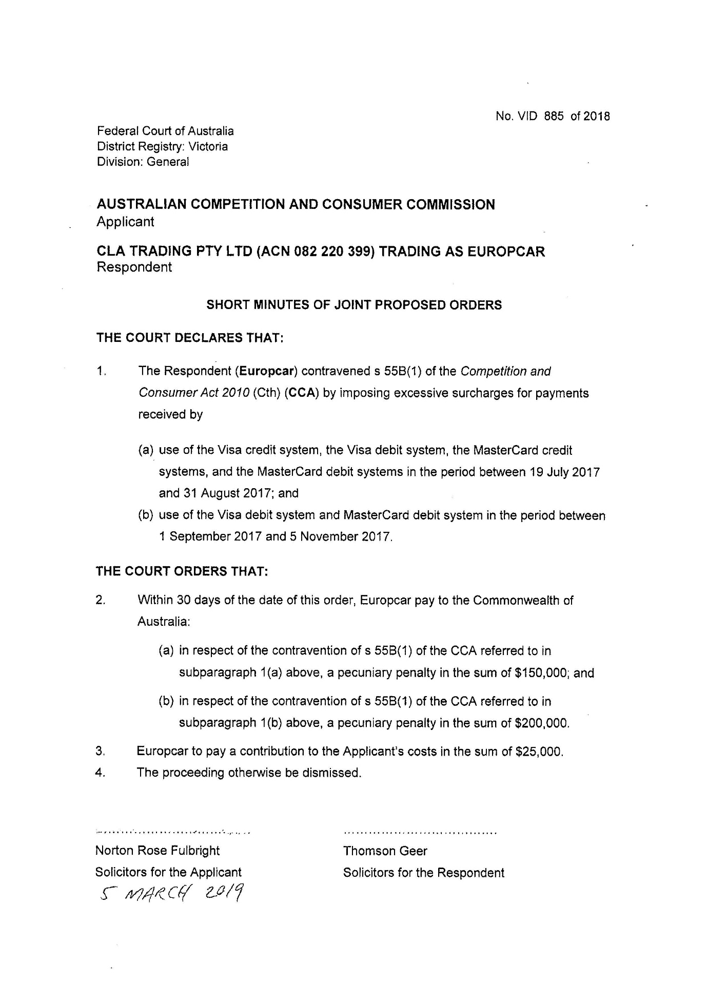 No. VID 885 of 2018
Federal Court of Australia
District Registry: Victoria
Division: General
AUSTRALIAN COMPETITION AND CONSUMER COMMISSION
Applicant
CLA TRADING PTY LTD (ACN 082 220 399) TRADING AS EUROPCAR
Respondent
SHORT MINUTES OF JOINT PROPOSED ORDERS
THE COURT DECLARES THAT:
1. The Respondent (Europcar) contravened s 55B(1) of the Competition and
Consumer Act 2010 (Cth) (CCA) by imposing excessive surcharges for payments
received by
(a) use of the Visa credit system, the Visa debit system, the MasterCard credit
systems, and the MasterCard debit systems in the period between 19 July 2017
and 31 August 2017; and
(b) use of the Visa debit system and MasterCard debit system in the period between
1 September 2017 and 5 November 2017.
THE COURT ORDERS THAT:
2. Within 30 days of the date of this order, Europcar pay to the Commonwealth of
Australia:
(a) in respect of the contravention of s 55B(1) of the CCA referred to in
subparagraph 1(a) above, a pecuniary penalty in the sum of $150,000; and
(b) in respect of the contravention of s 55B(1) of the CCA referred to in
subparagraph 1(b) above, a pecuniary penalty in the sum of $200,000.
3. Europcar to pay a contribution to the Applicant's costs in the sum of $25,000.
4. The proceeding otherwise be dismissed.
Norton Rose Fulbright
Solicitors for the Applicant
5 MARCH 2019
Thomson Geer
Solicitors for the Respondent